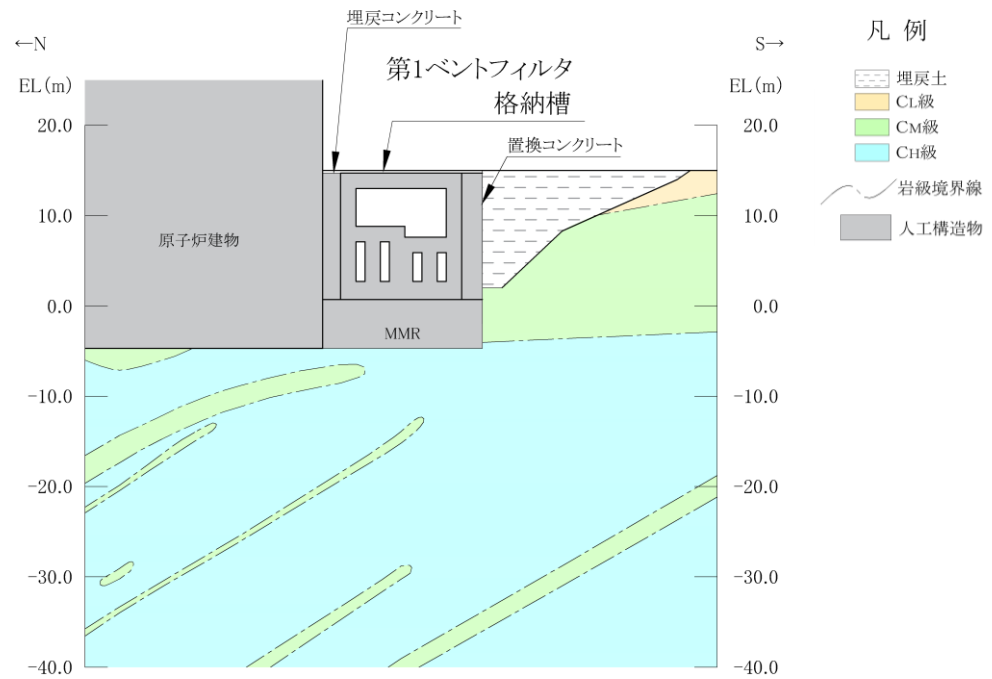 埋戻コンクリート
←N
S→
凡 例
EL(m)
EL(m)
第1ベントフィルタ
格納槽
置換コンクリート
埋戻土
CL級
CM級
CH級
岩級境界線
人工構造物
20.0
20.0
10.0
10.0
原子炉建物
0.0
0.0
MMR
-10.0
-10.0
-20.0
-20.0
-30.0
-30.0
-40.0
-40.0